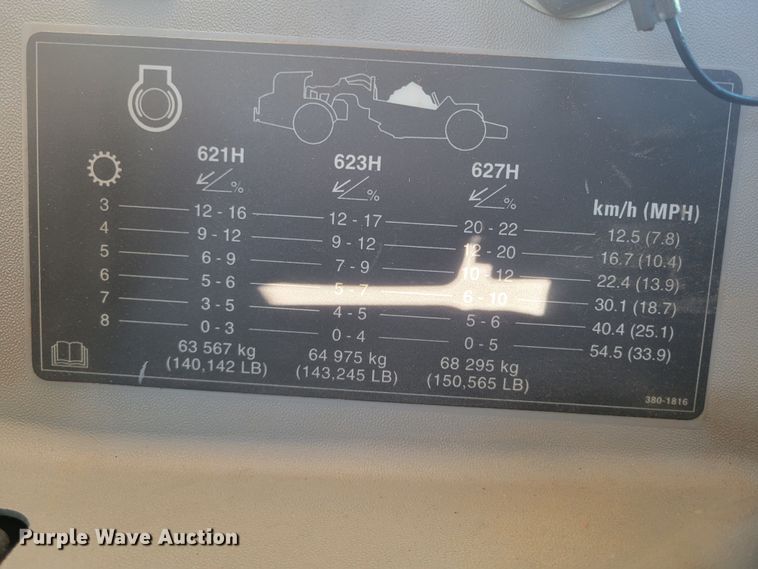 621H 623H 627H
% % % km/h (MPH)
3 12 - 16 12 - 17 20 - 22 12.5 (7.8)
4 9 - 12 9 - 12 12 - 20 16.7 (10.4)
5 6 - 9 7 - 9 10 - 12 22.4 (13.9)
6 5 - 6 5 - 7 6 - 10 30.1 (18.7)
7 3 - 5 4 - 5 5 - 6 40.4 (25.1)
8 0 - 3 0 - 4 0 - 5 54.5 (33.9)
63 567 kg 64 975 kg 68 295 kg
(140,142 LB) (143,245 LB) (150,565 LB)
380-1816
Purple Wave Auction